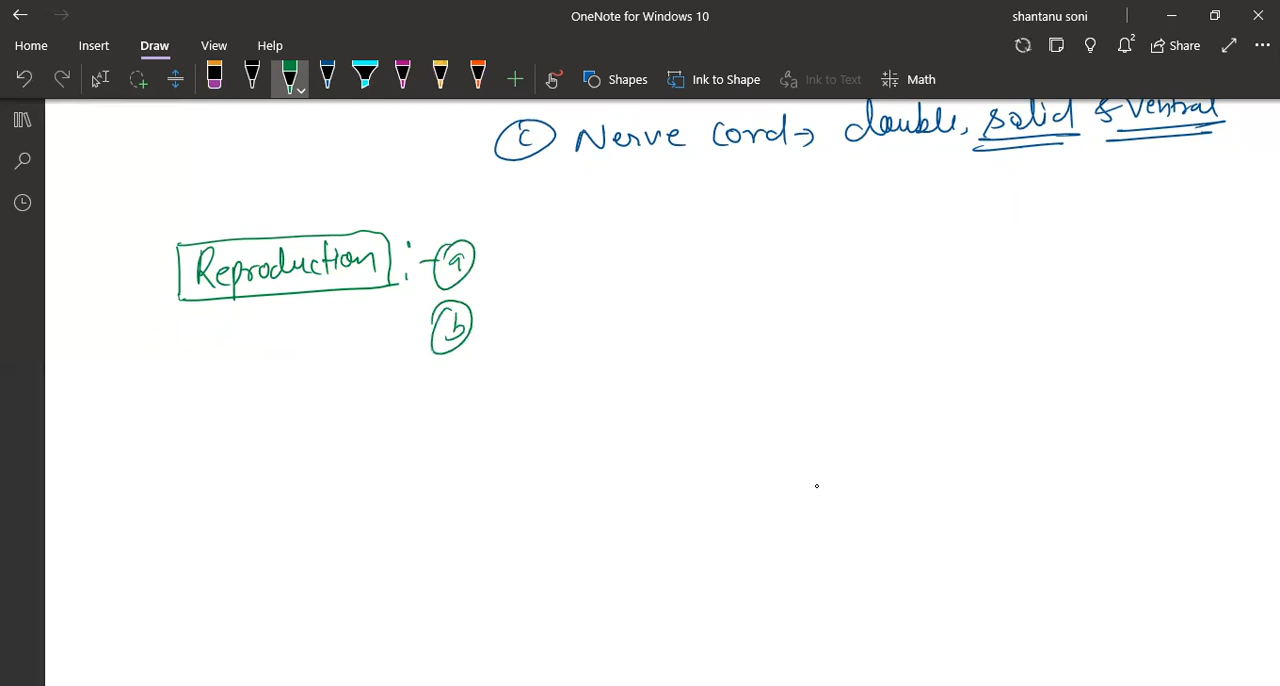 OneNote for Windows 10
shantanu soni
Home Insert Draw View Help
Share
Shapes Ink to Shape Ink to Text Math
(c) Nerve Cord → double, solid & ventral
Reproduction :- (a)
(b)